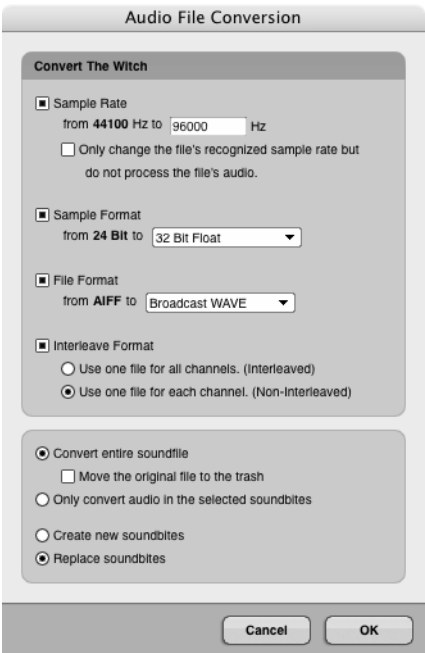 Audio File Conversion
Convert The Witch
Sample Rate
from 44100 Hz to 96000 Hz
Only change the file's recognized sample rate but
do not process the file's audio.
Sample Format
from 24 Bit to 32 Bit Float
File Format
from AIFF to Broadcast WAVE
Interleave Format
Use one file for all channels. (Interleaved)
Use one file for each channel. (Non-Interleaved)
Convert entire soundfile
Move the original file to the trash
Only convert audio in the selected soundbites
Create new soundbites
Replace soundbites
Cancel OK